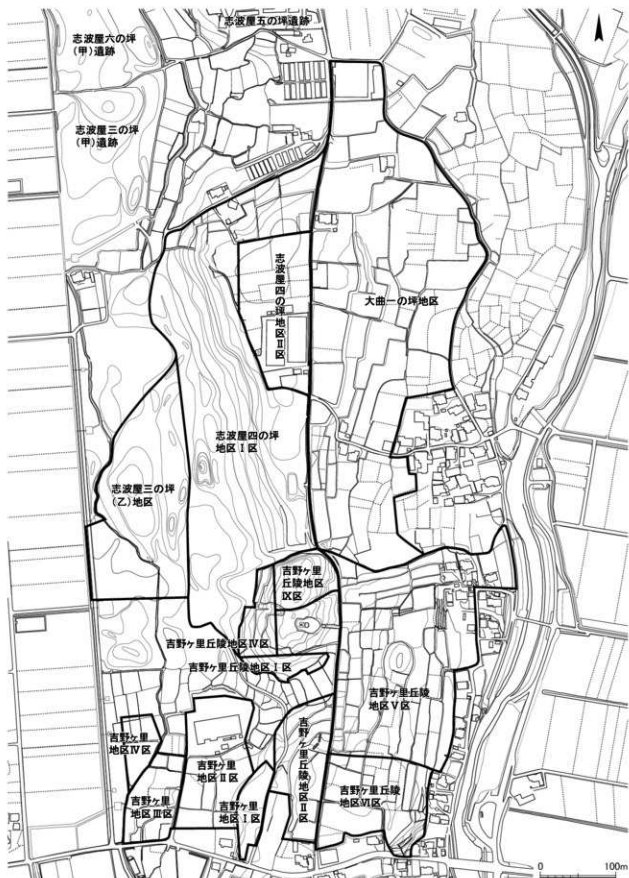 志波屋五の坪遺跡
志波屋六の坪
(甲)遺跡
志波屋三の坪
(甲)遺跡
志波屋四の坪地区Ⅱ区
大曲一の坪地区
志波屋四の坪
地区Ⅰ区
志波屋三の坪
(乙)地区
吉野ヶ里
丘陵地区
Ⅸ区
吉野ヶ里丘陵地区Ⅳ区
吉野ヶ里丘陵地区Ⅰ区
吉野ヶ里丘陵
地区Ⅴ区
吉野ヶ里
地区Ⅳ区
吉野ヶ里
地区Ⅱ区
吉野ヶ里丘陵地区Ⅱ区
吉野ヶ里
地区Ⅲ区
吉野ヶ里
地区Ⅰ区
吉野ヶ里丘陵
地区Ⅵ区
0 100m